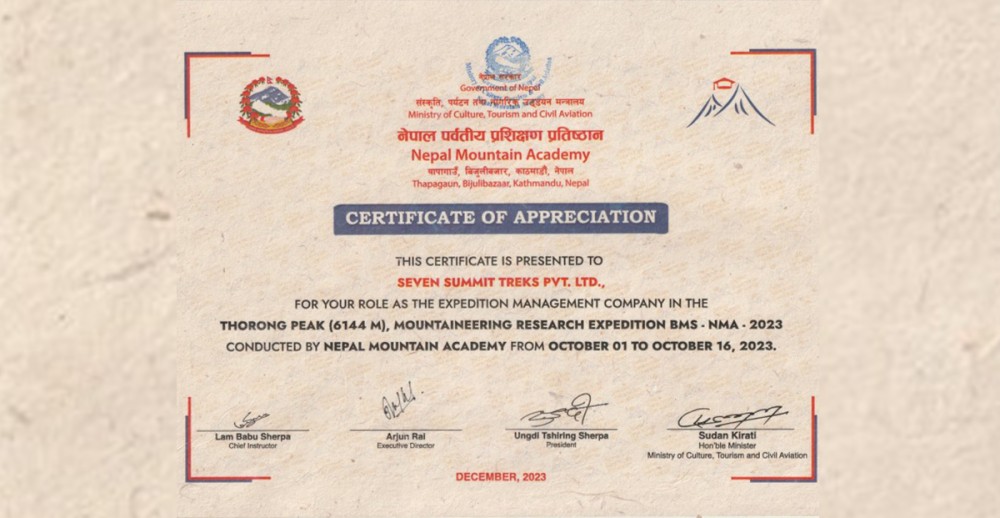 नेपाल सरकार
Government of Nepal
संस्कृति, पर्यटन तथा नागरिक उड्डयन मन्त्रालय
Ministry of Culture, Tourism and Civil Aviation
नेपाल पर्वतीय प्रशिक्षण प्रतिष्ठान
Nepal Mountain Academy
थापागाउँ, बिजुलीबजार, काठमाडौं, नेपाल
Thapagaun, Bijulibazaar, Kathmandu, Nepal
CERTIFICATE OF APPRECIATION
THIS CERTIFICATE IS PRESENTED TO
SEVEN SUMMIT TREKS PVT. LTD.,
FOR YOUR ROLE AS THE EXPEDITION MANAGEMENT COMPANY IN THE
THORONG PEAK (6144 M), MOUNTAINEERING RESEARCH EXPEDITION BMS - NMA - 2023
CONDUCTED BY NEPAL MOUNTAIN ACADEMY FROM OCTOBER 01 TO OCTOBER 16, 2023.
Lam Babu Sherpa
Chief Instructor
Arjun Rai
Executive Director
Ungdi Tshiring Sherpa
President
Sudan Kirati
Hon'ble Minister
Ministry of Culture, Tourism and Civil Aviation
DECEMBER, 2023